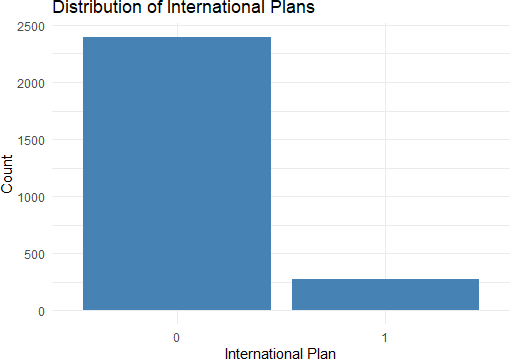 Distribution of International Plans
2500
2000
1500
1000
500
0
Count
0 1
International Plan